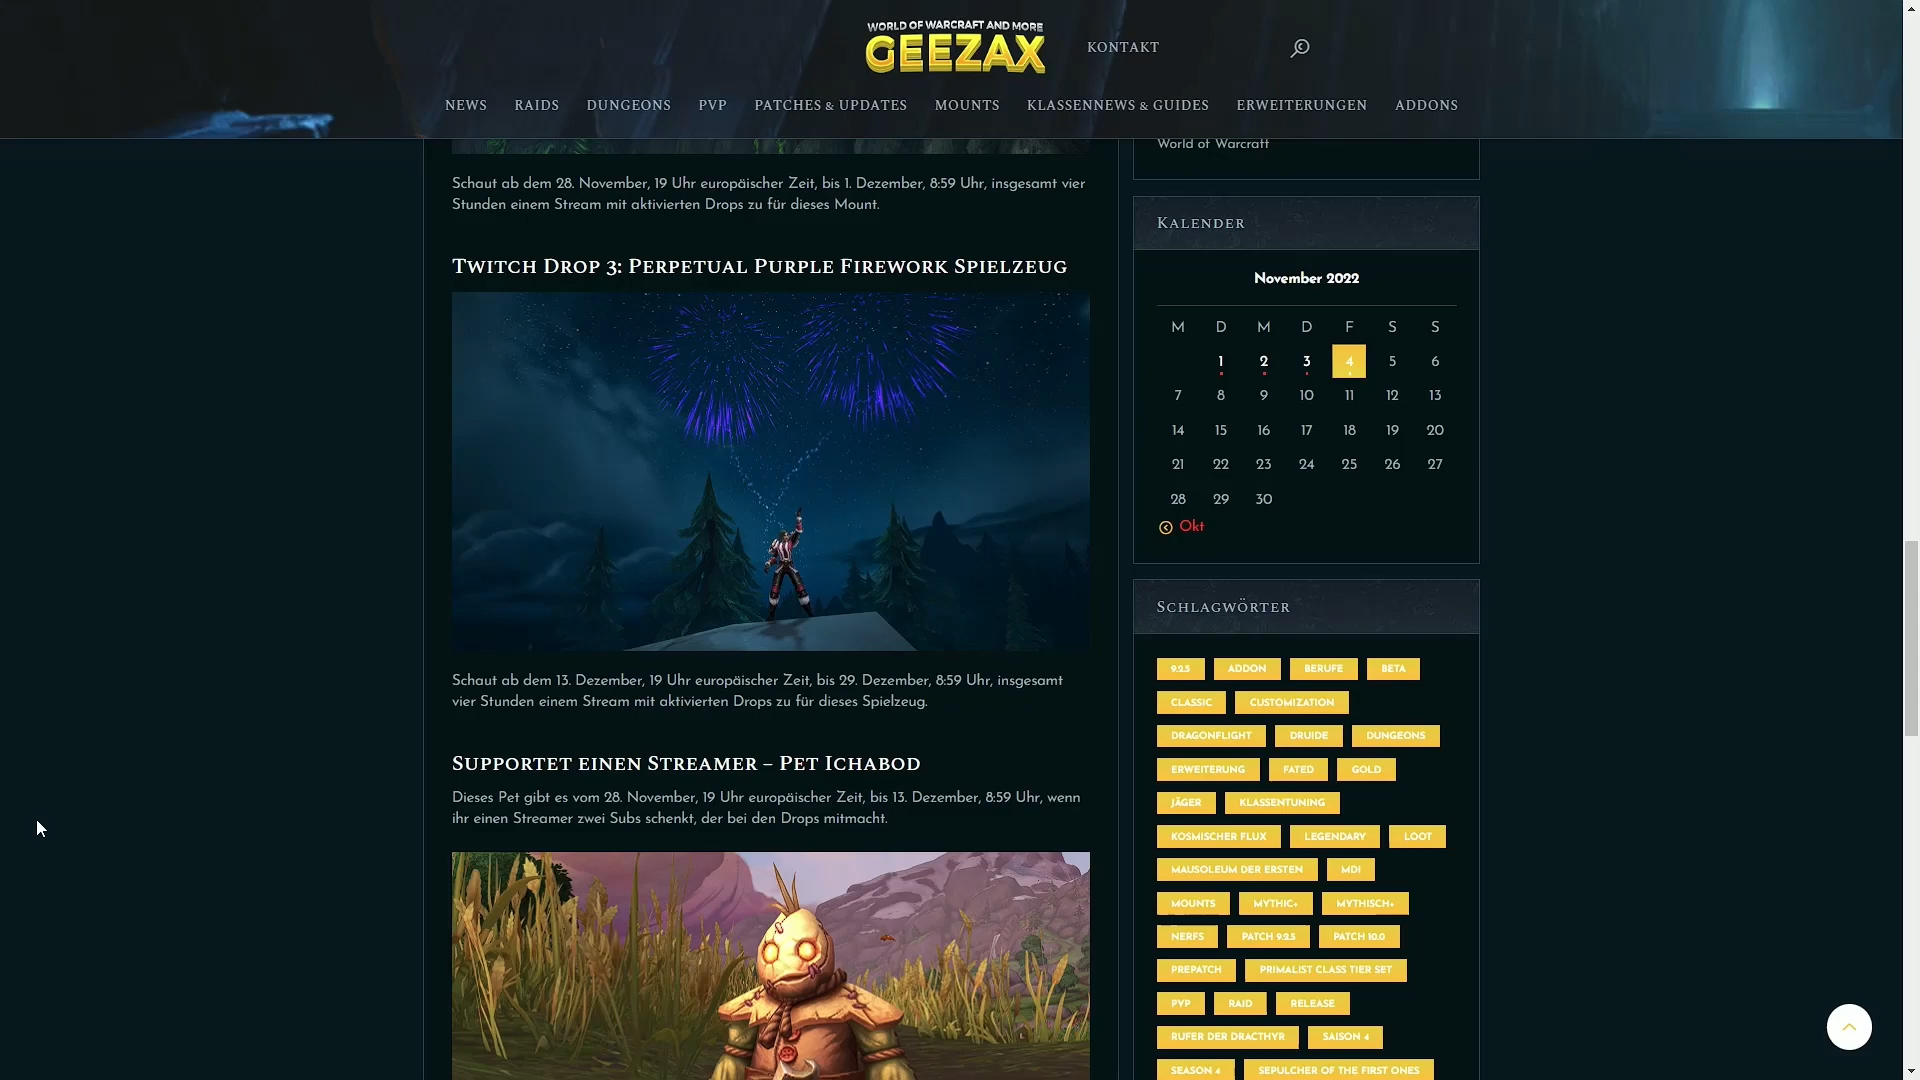 WORLD OF WARCRAFT AND MORE
GEEZAX
KONTAKT
NEWS RAIDS DUNGEONS PVP PATCHES & UPDATES MOUNTS KLASSENNEWS & GUIDES ERWEITERUNGEN ADDONS
Schaut ab dem 28. November, 19 Uhr europäischer Zeit, bis 1. Dezember, 8:59 Uhr, insgesamt vier
Stunden einem Stream mit aktivierten Drops zu für dieses Mount.
Twitch Drop 3: Perpetual Purple Firework Spielzeug
Schaut ab dem 13. Dezember, 19 Uhr europäischer Zeit, bis 29. Dezember, 8:59 Uhr, insgesamt
vier Stunden einem Stream mit aktivierten Drops zu für dieses Spielzeug.
Supportet einen Streamer – Pet Ichabod
Dieses Pet gibt es vom 28. November, 19 Uhr europäischer Zeit, bis 13. Dezember, 8:59 Uhr, wenn
ihr einen Streamer zwei Subs schenkt, der bei den Drops mitmacht.
World of Warcraft
Kalender
November 2022
M D M D F S S
1 2 3 4 5 6
7 8 9 10 11 12 13
14 15 16 17 18 19 20
21 22 23 24 25 26 27
28 29 30
Okt
Schlagwörter
9.2.5 ADDON BERUFE BETA
CLASSIC CUSTOMIZATION
DRAGONFLIGHT DRUIDE DUNGEONS
ERWEITERUNG FATED GOLD
JÄGER KLASSENTUNING
KOSMISCHER FLUX LEGENDARY LOOT
MAUSOLEUM DER ERSTEN MDI
MOUNTS MYTHIC+ MYTHISCH+
NERFS PATCH 9.2.5 PATCH 10.0
PREPATCH PRIMALIST CLASS TIER SET
PVP RAID RELEASE
RUFER DER DRACTHYR SAISON 4
SEASON 4 SEPULCHER OF THE FIRST ONES